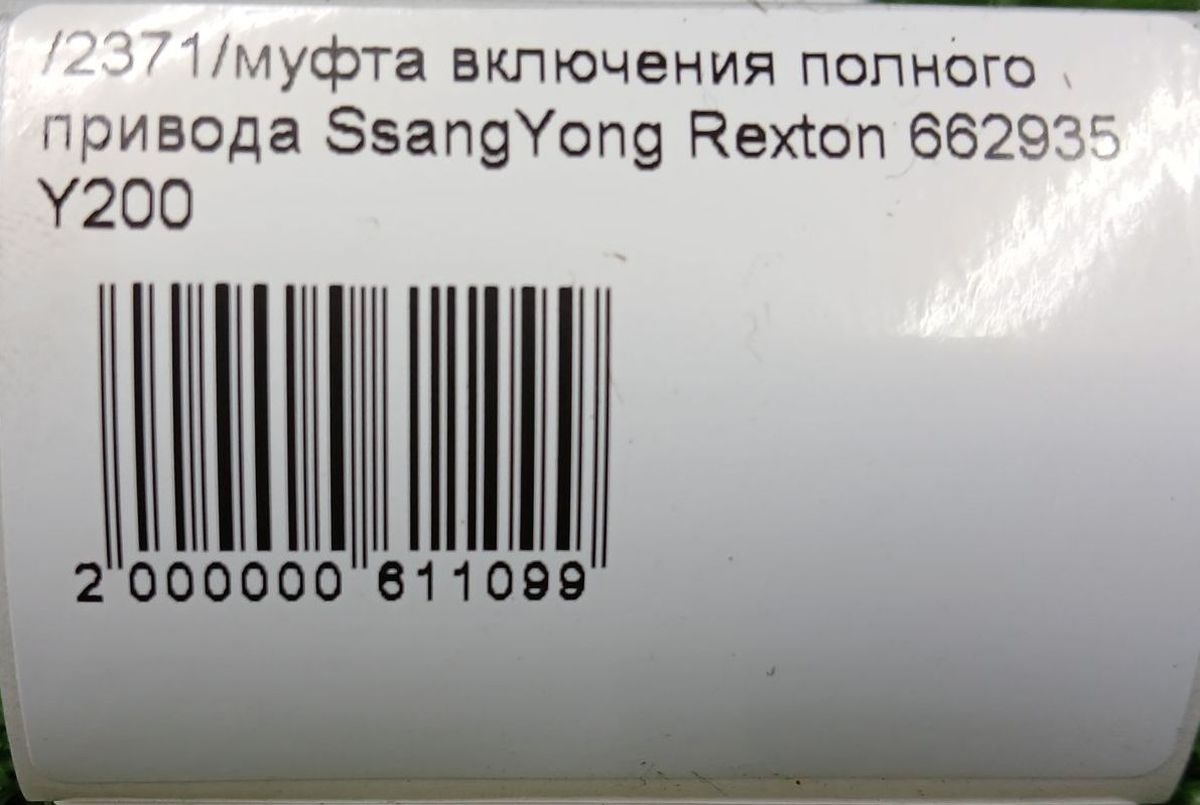 /2371/муфта включения полного
привода SsangYong Rexton 662935
Y200
2 000000 611099